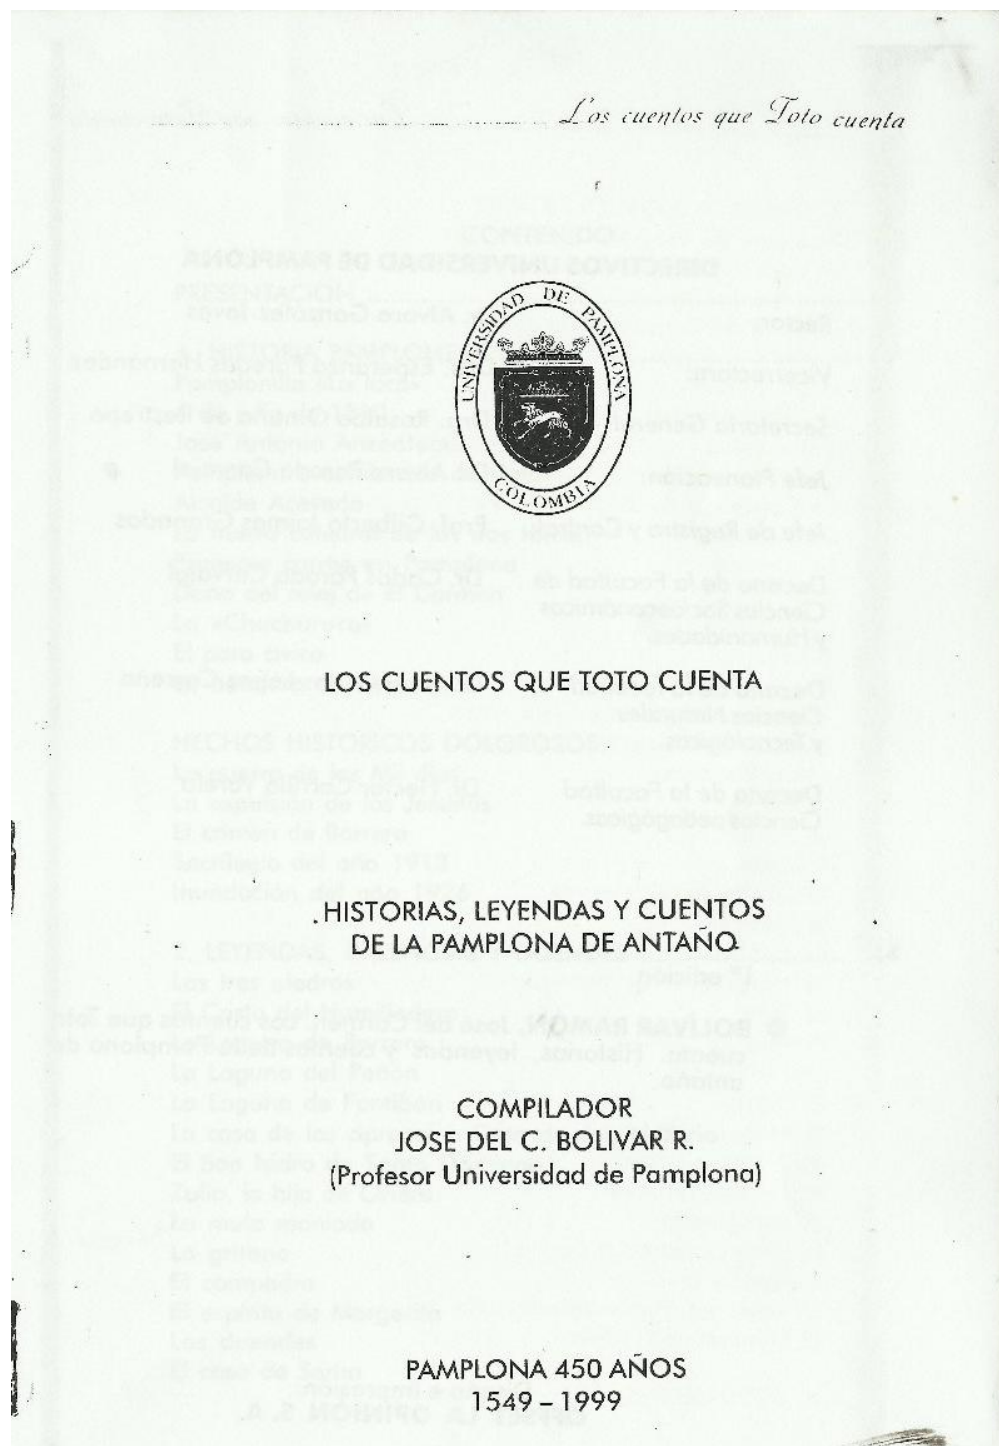 Los cuentos que Toto cuenta
UNIVERSIDAD DE PAMPLONA
COLOMBIA
LOS CUENTOS QUE TOTO CUENTA
HISTORIAS, LEYENDAS Y CUENTOS
DE LA PAMPLONA DE ANTAÑO
COMPILADOR
JOSE DEL C. BOLIVAR R.
(Profesor Universidad de Pamplona)
PAMPLONA 450 AÑOS
1549 – 1999